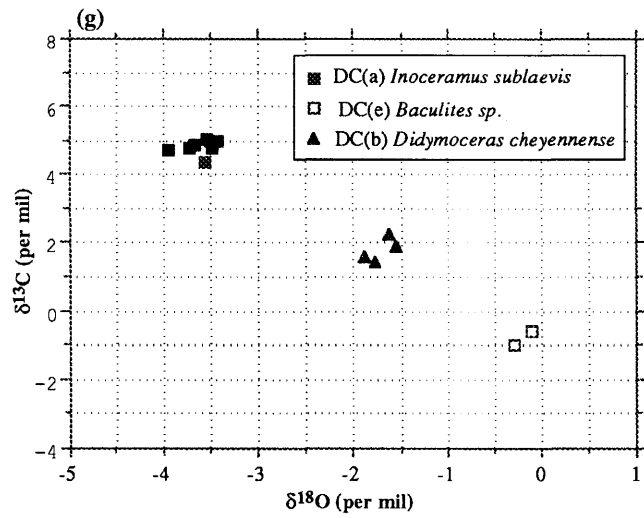 (g)
8
6
4
2
0
-2
-4
δ13C (per mil)
DC(a) Inoceramus sublaevis
DC(e) Baculites sp.
DC(b) Didymoceras cheyennense
-5 -4 -3 -2 -1 0 1
δ18O (per mil)